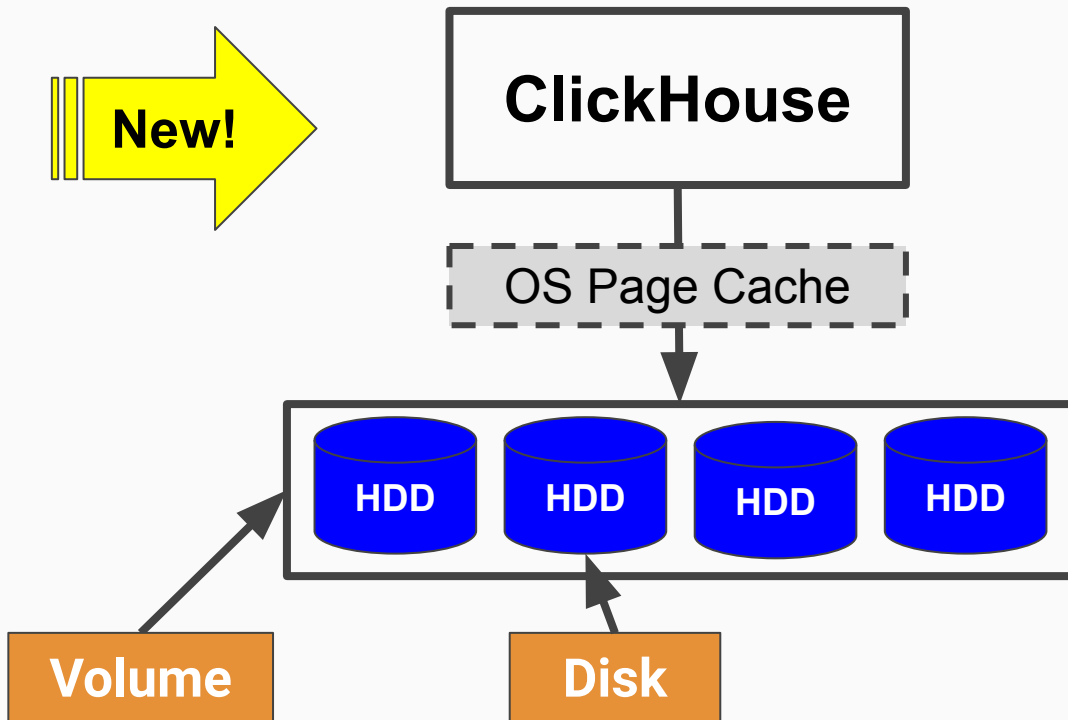 New!
ClickHouse
OS Page Cache
HDD
HDD
HDD
HDD
Volume
Disk